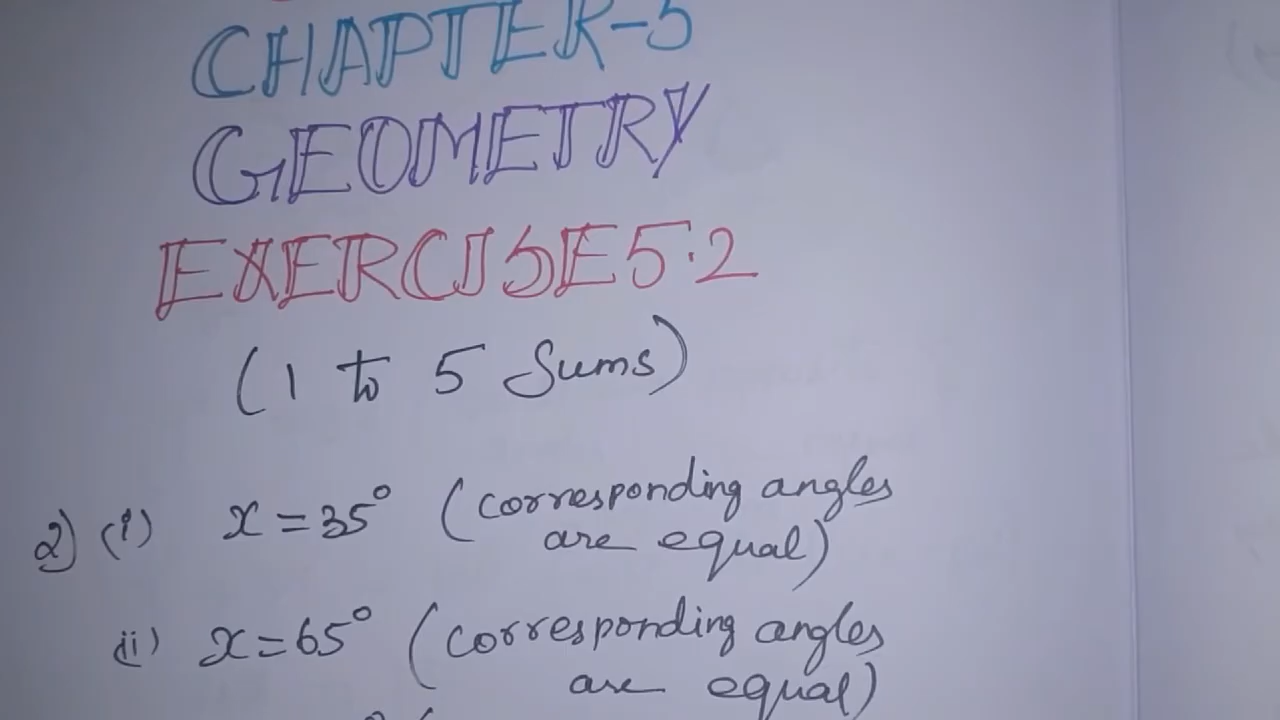 CHAPTER-5
GEOMETRY
EXERCISE 5.2
(1 to 5 Sums)
2) (i) x = 35° (corresponding angles
are equal)
(ii) x = 65° (corresponding angles
are equal)